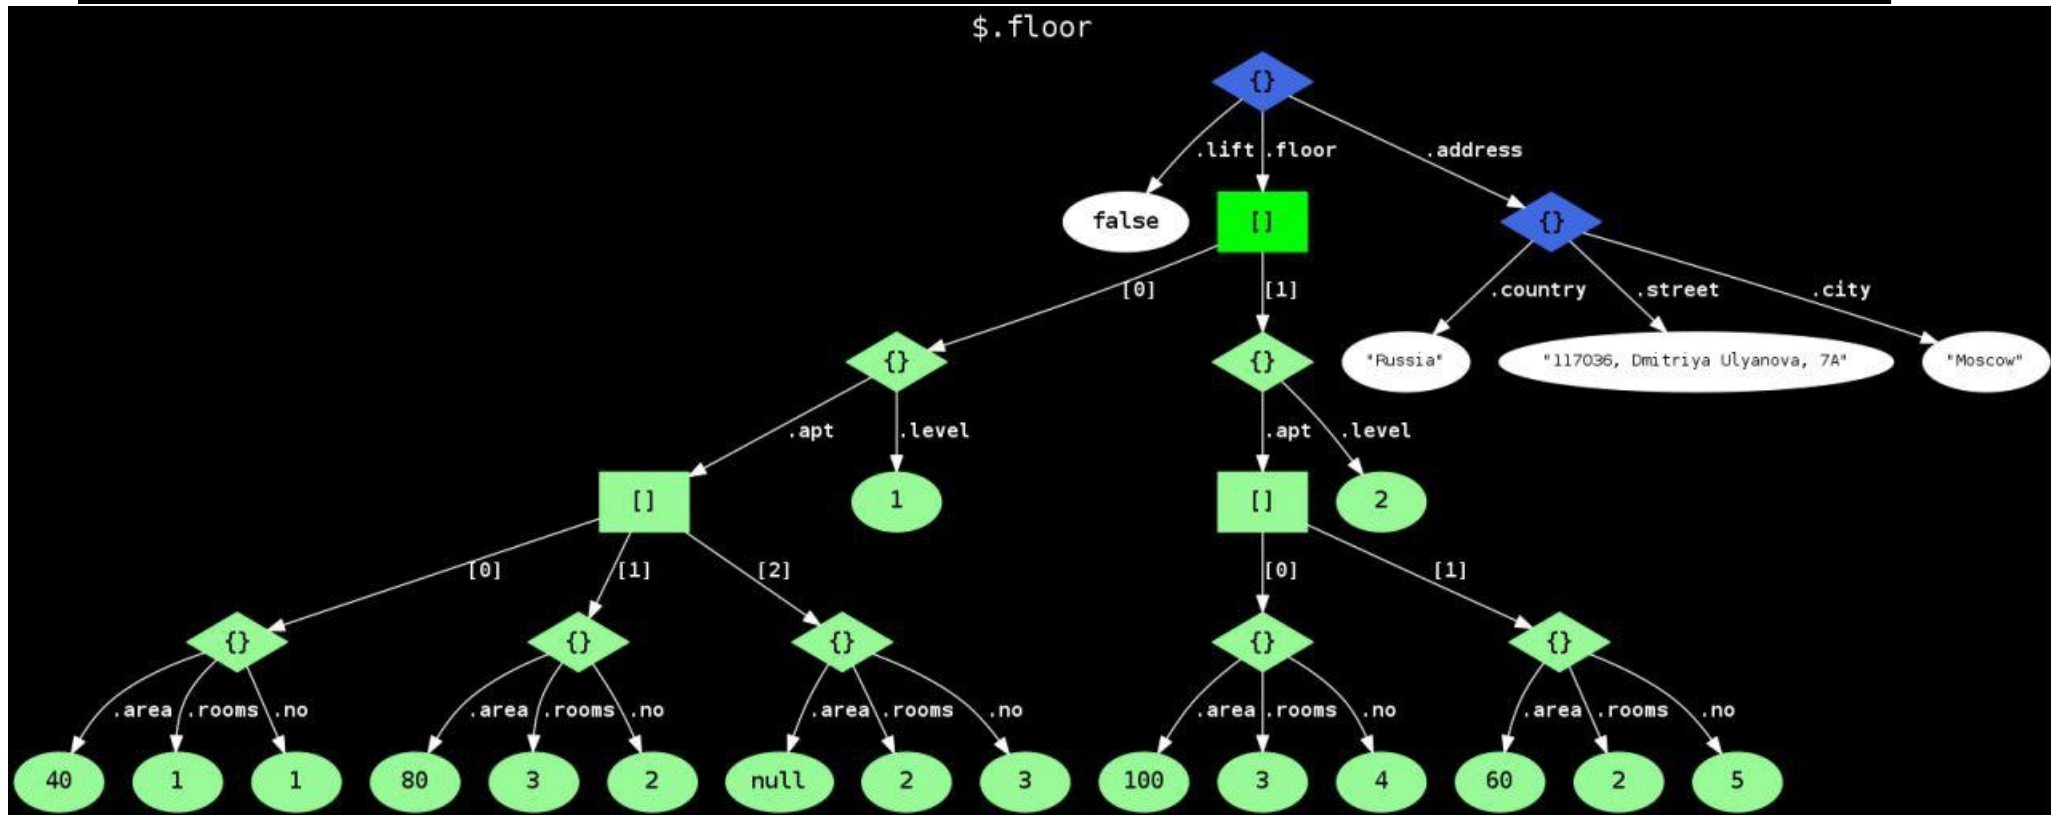 $.floor
{}
.lift .floor .address
false [] {}
[0] [1] .country .street .city
{} {} "Russia" "117036, Dmitriya Ulyanova, 7A" "Moscow"
.apt .level .apt .level
[] 1 [] 2
[0] [1] [2] [0] [1]
{} {} {} {} {}
.area .rooms .no .area .rooms .no .area .rooms .no .area .rooms .no .area .rooms .no
40 1 1 80 3 2 null 2 3 100 3 4 60 2 5